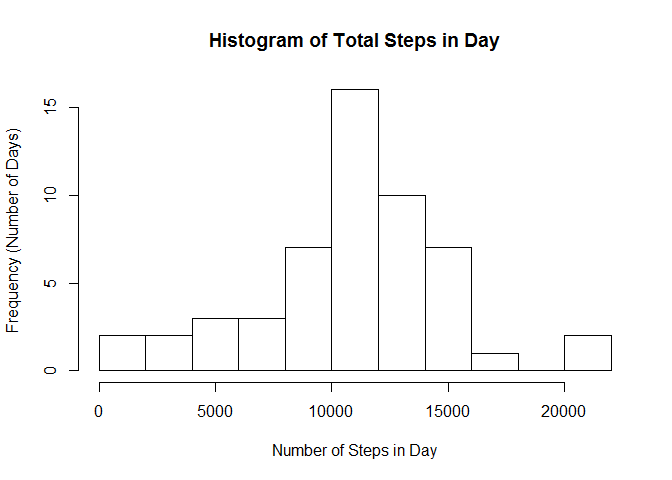 Histogram of Total Steps in Day
Frequency (Number of Days)
15
10
5
0
0 5000 10000 15000 20000
Number of Steps in Day